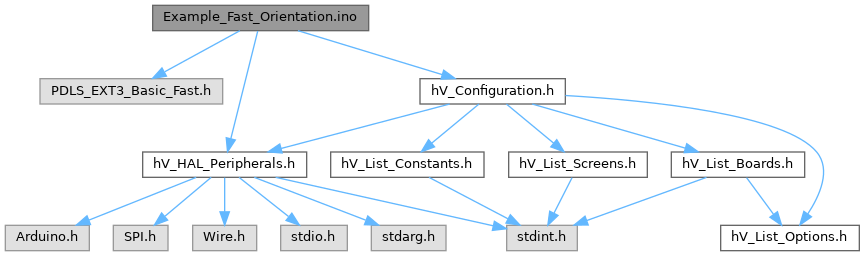 Example_Fast_Orientation.ino
PDLS_EXT3_Basic_Fast.h
hV_Configuration.h
hV_HAL_Peripherals.h
hV_List_Constants.h
hV_List_Screens.h
hV_List_Boards.h
Arduino.h
SPI.h
Wire.h
stdio.h
stdarg.h
stdint.h
hV_List_Options.h